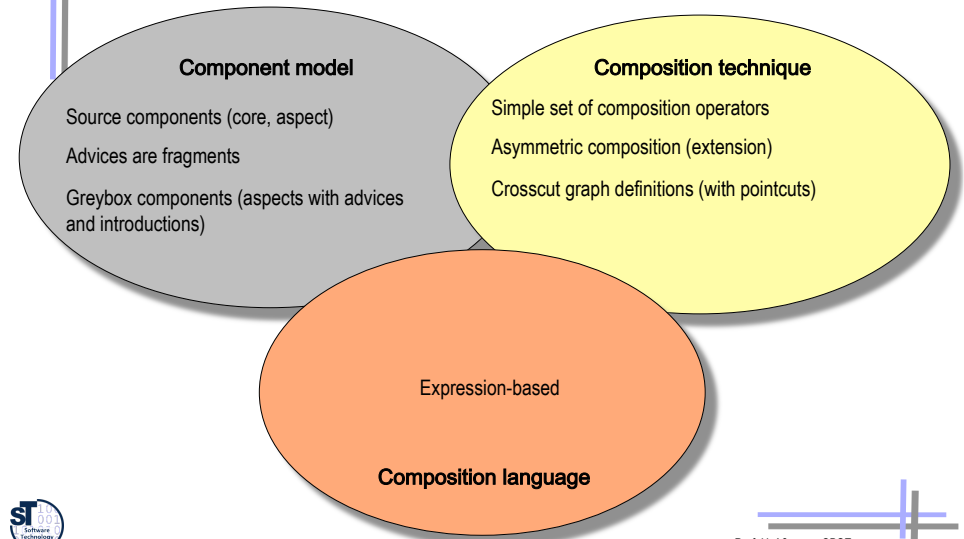 Component model
Source components (core, aspect)
Advices are fragments
Greybox components (aspects with advices
and introductions)
Composition technique
Simple set of composition operators
Asymmetric composition (extension)
Crosscut graph definitions (with pointcuts)
Expression-based
Composition language
ST
Software
Technology